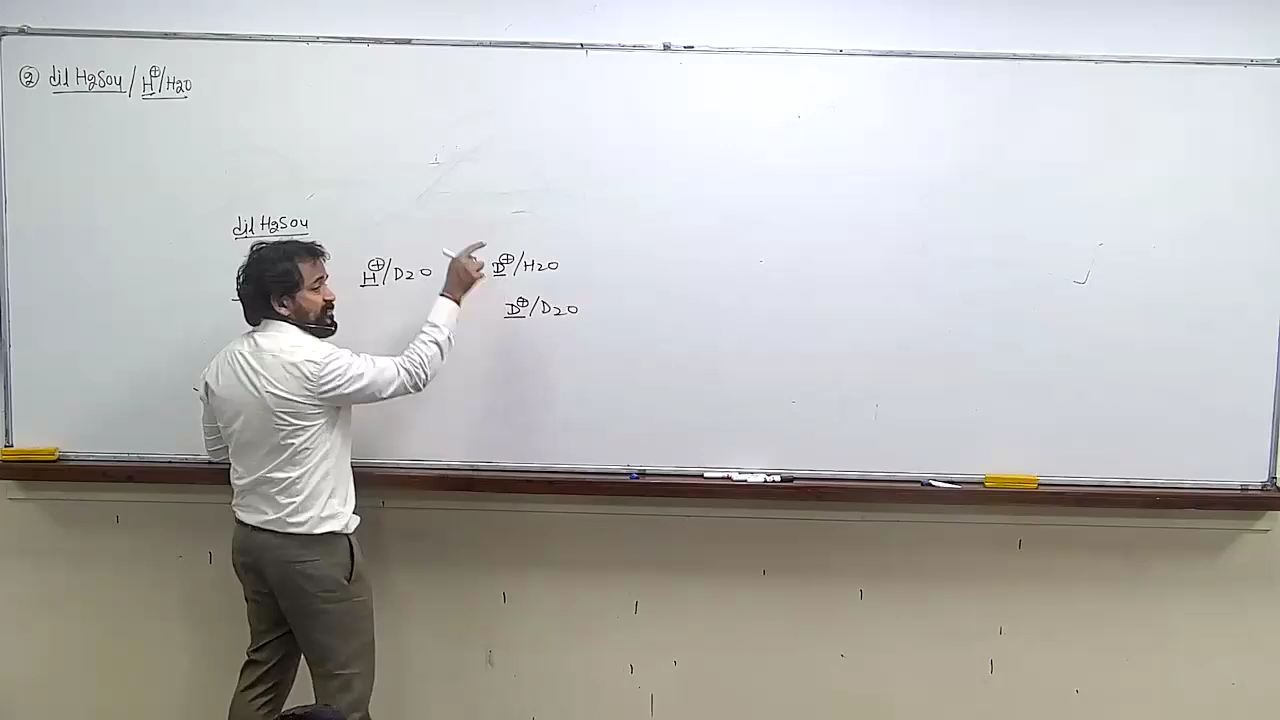 ② dil H2SO4 / H⊕/H2O
dil H2SO4
H⊕/D2O D⊕/H2O
D⊕/D2O